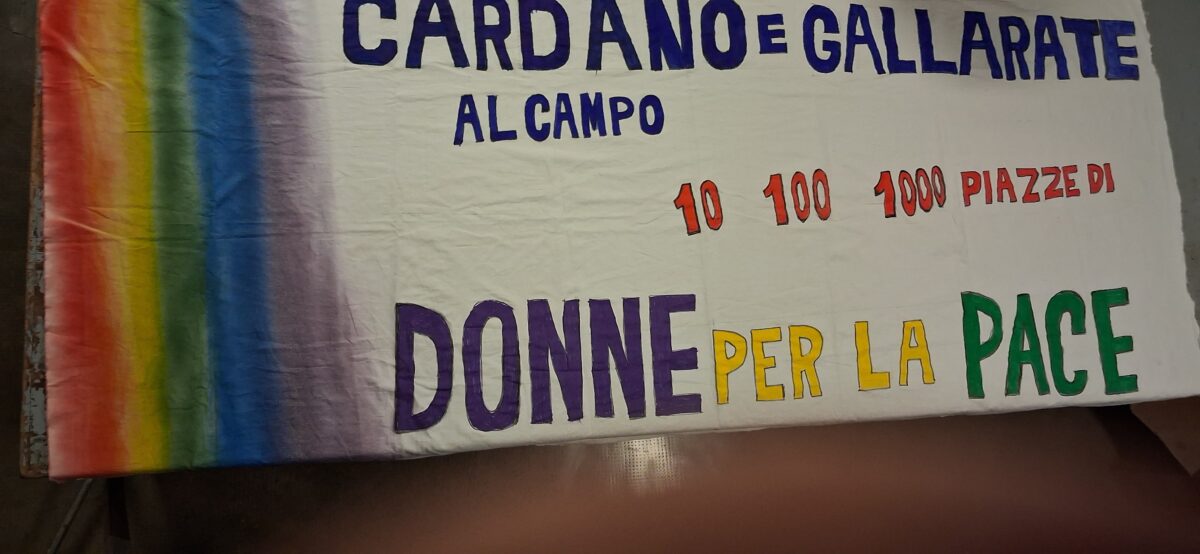 CARDANO E GALLARATE
AL CAMPO
10 100 1000 PIAZZE DI
DONNE PER LA PACE